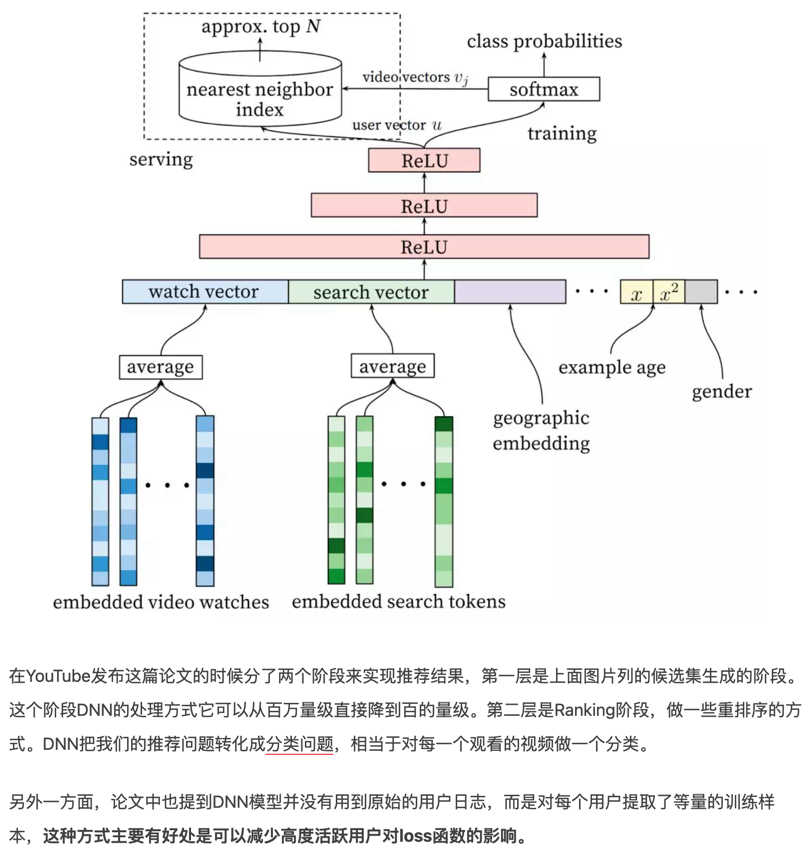 approx. top N
class probabilities
nearest neighbor
index
video vectors vj
softmax
user vector u
serving
training
ReLU
ReLU
ReLU
watch vector
search vector
x
x²
average
average
example age
gender
geographic
embedding
embedded video watches
embedded search tokens
在YouTube发布这篇论文的时候分了两个阶段来实现推荐结果，第一层是上面图片列的候选集生成的阶段。
这个阶段DNN的处理方式它可以从百万量级直接降到百的量级。第二层是Ranking阶段，做一些重排序的方
式。DNN把我们的推荐问题转化成分类问题，相当于对每一个观看的视频做一个分类。
另外一方面，论文中也提到DNN模型并没有用到原始的用户日志，而是对每个用户提取了等量的训练样
本，这种方式主要有好处是可以减少高度活跃用户对loss函数的影响。